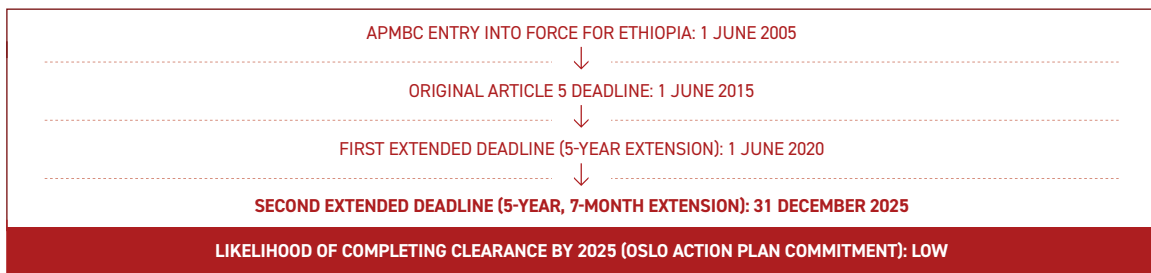 APMBC ENTRY INTO FORCE FOR ETHIOPIA: 1 JUNE 2005
ORIGINAL ARTICLE 5 DEADLINE: 1 JUNE 2015
FIRST EXTENDED DEADLINE (5-YEAR EXTENSION): 1 JUNE 2020
SECOND EXTENDED DEADLINE (5-YEAR, 7-MONTH EXTENSION): 31 DECEMBER 2025
LIKELIHOOD OF COMPLETING CLEARANCE BY 2025 (OSLO ACTION PLAN COMMITMENT): LOW